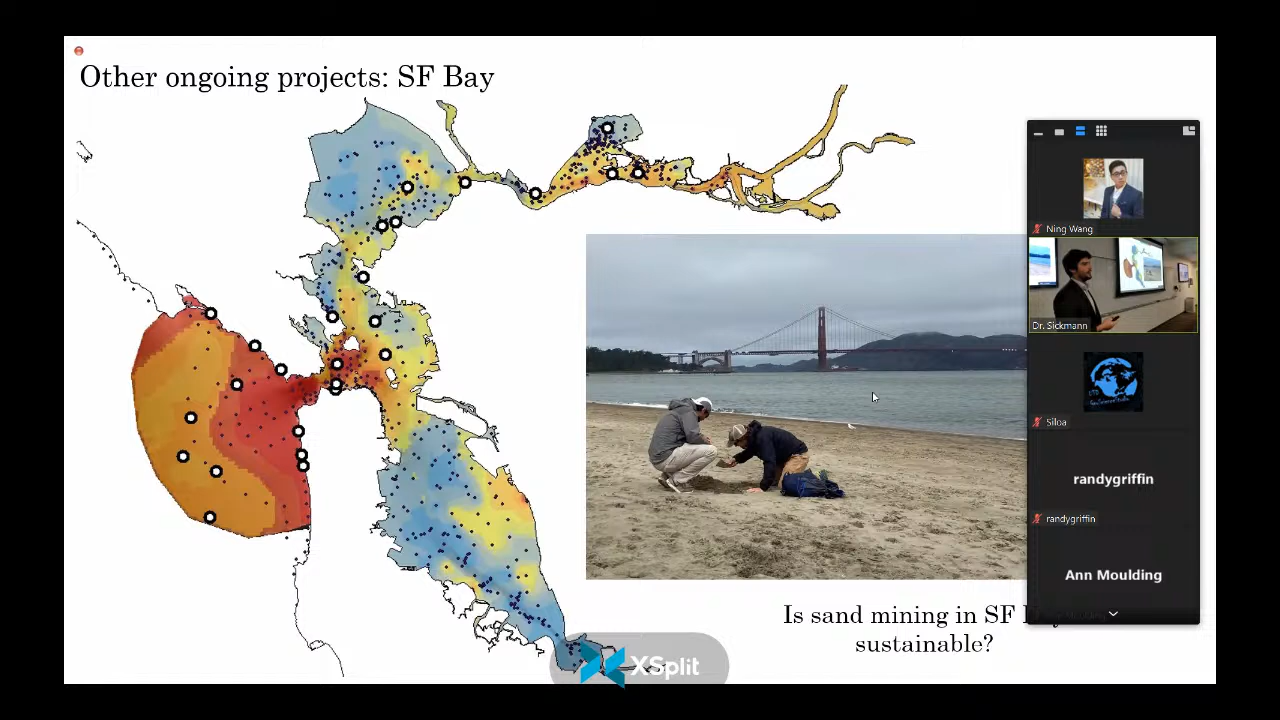 Other ongoing projects: SF Bay
Ning Wang
Dr. Sickmann
Siloa
randygriffin
randygriffin
Ann Moulding
Is sand mining in SF
sustainable?
XSplit